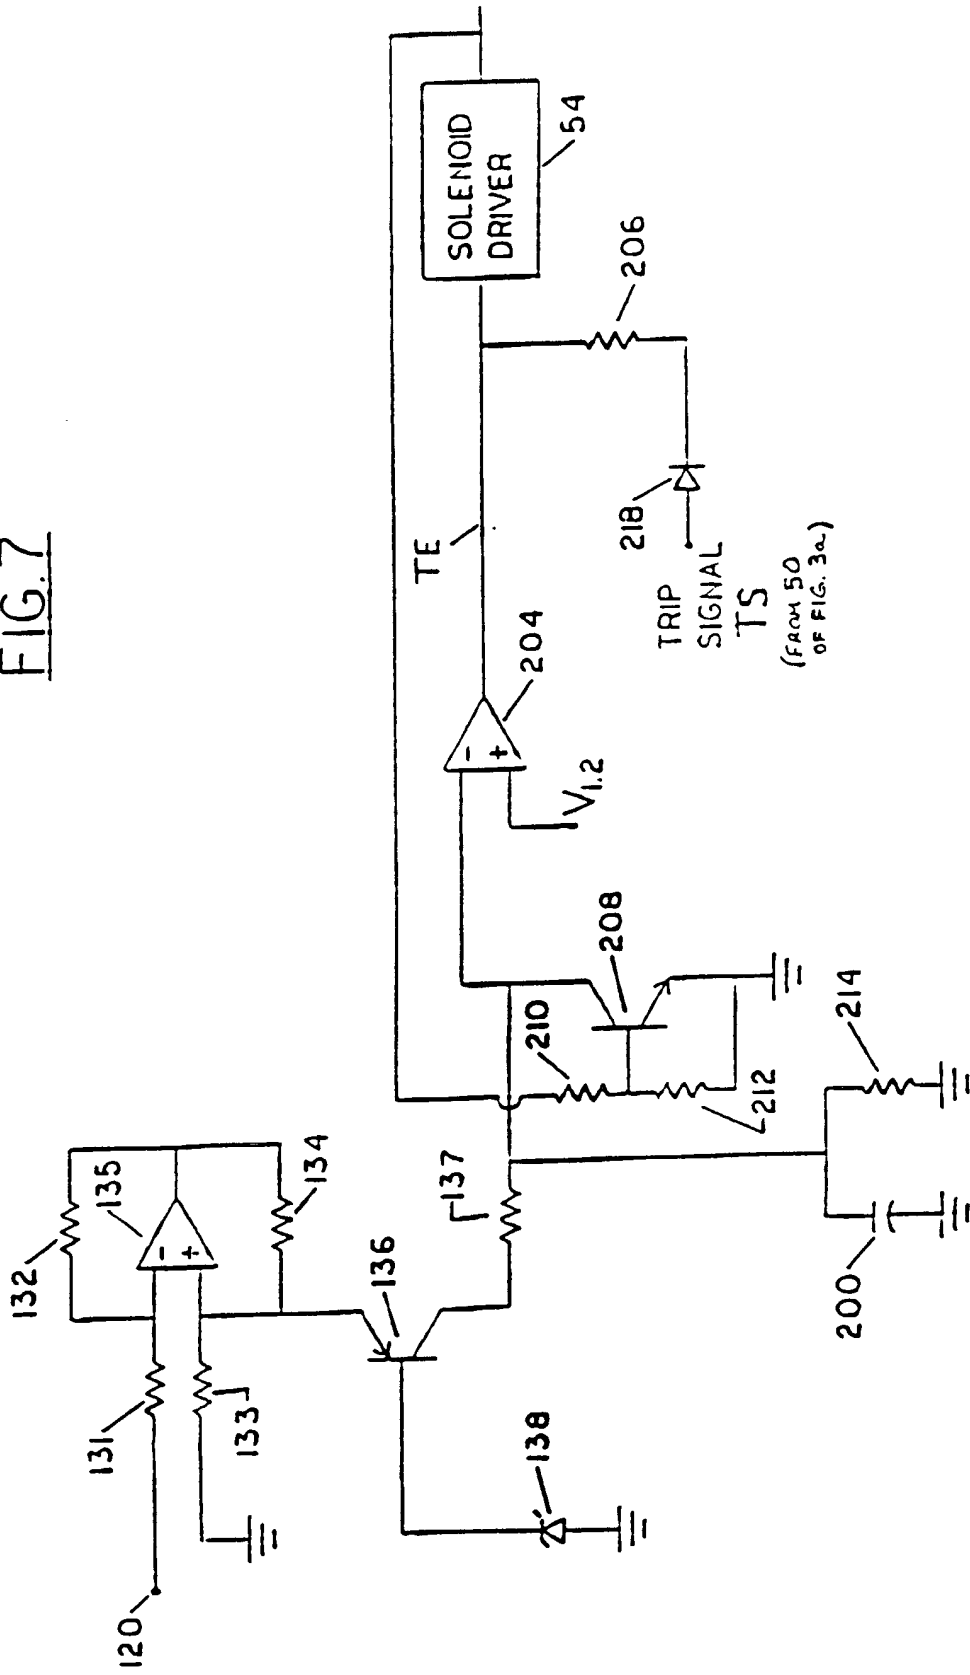 FIG. 7
120
131
133
132
135
-
+
134
138
136
137
200
214
210
212
208
V1.2
-
+
204
TE
TRIP
SIGNAL
TS
(FROM 50
OF FIG. 3a)
218
206
SOLENOID
DRIVER
54